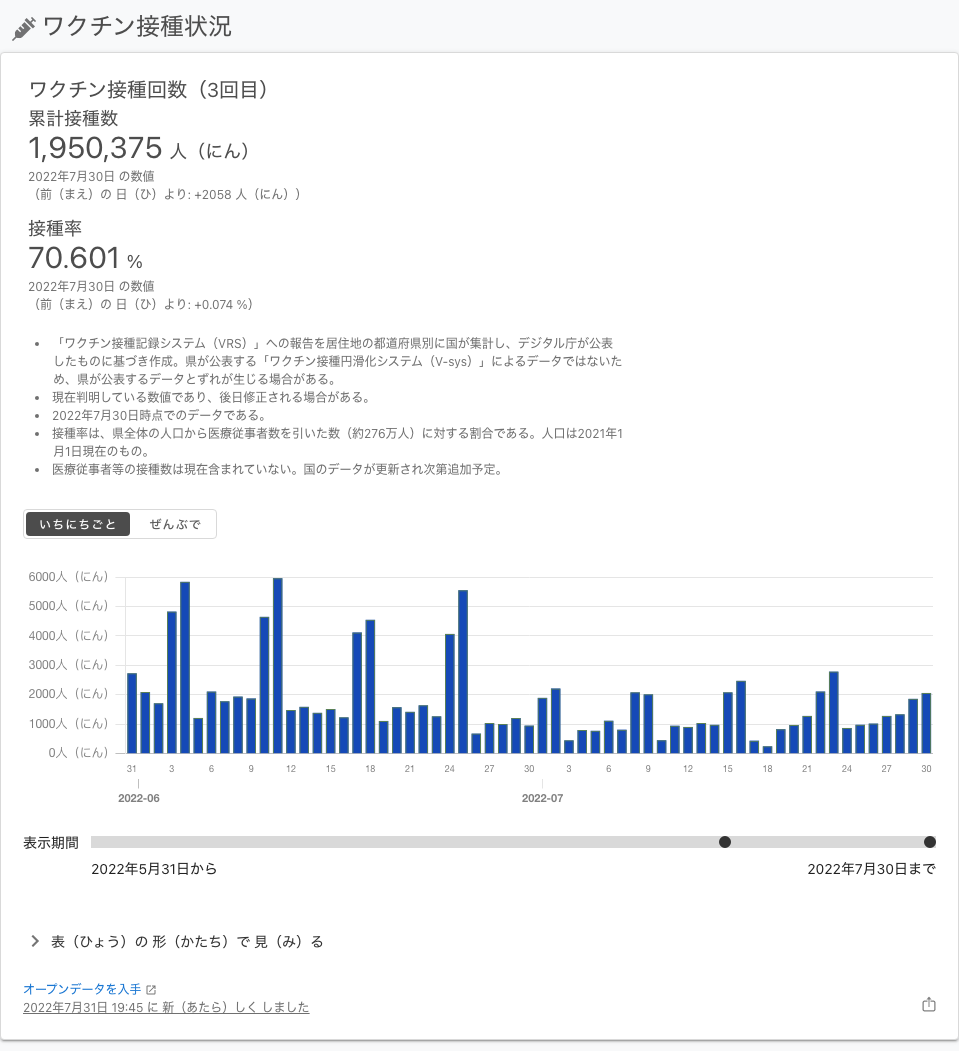 ワクチン接種状況
ワクチン接種回数（3回目）
累計接種数
1,950,375 人（にん）
2022年7月30日 の数値
（前（まえ）の 日（ひ）より: +2058 人（にん））
接種率
70.601 %
2022年7月30日 の数値
（前（まえ）の 日（ひ）より: +0.074 %）
• 「ワクチン接種記録システム（VRS）」への報告を居住地の都道府県別に国が集計し、デジタル庁が公表
したものに基づき作成。県が公表する「ワクチン接種円滑化システム（V-sys）」によるデータではないた
め、県が公表するデータとずれが生じる場合がある。
• 現在判明している数値であり、後日修正される場合がある。
• 2022年7月30日時点でのデータである。
• 接種率は、県全体の人口から医療従事者数を引いた数（約276万人）に対する割合である。人口は2021年1
月1日現在のもの。
• 医療従事者等の接種数は現在含まれていない。国のデータが更新され次第追加予定。
いちにちごと ぜんぶで
6000人（にん）
5000人（にん）
4000人（にん）
3000人（にん）
2000人（にん）
1000人（にん）
0人（にん）
31 3 6 9 12 15 18 21 24 27 30 3 6 9 12 15 18 21 24 27 30
2022-06 2022-07
表示期間
2022年5月31日から 2022年7月30日まで
表（ひょう）の 形（かたち）で 見（み）る
オープンデータを入手
2022年7月31日 19:45 に 新（あたら）しく しました